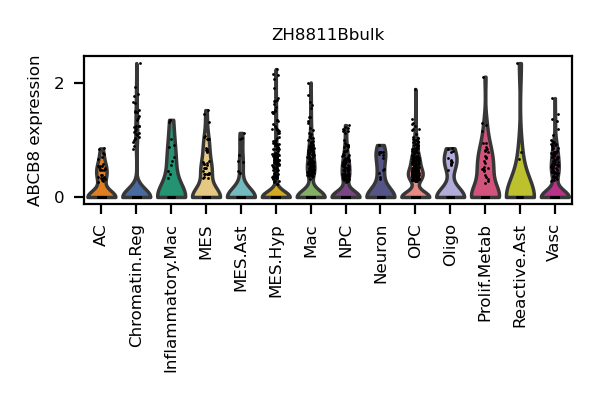 ZH8811Bbulk
ABCB8 expression
2
0
AC
Chromatin.Reg
Inflammatory.Mac
MES
MES.Ast
MES.Hyp
Mac
NPC
Neuron
OPC
Oligo
Prolif.Metab
Reactive.Ast
Vasc